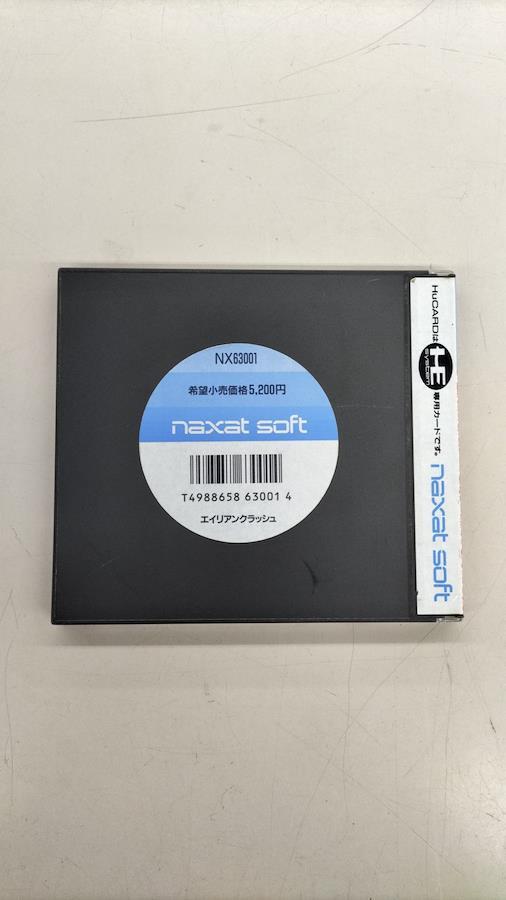 NX63001
希望小売価格5,200円
naxat soft
T4988658 63001 4
エイリアンクラッシュ
HuCARDは HE SYSTEM 専用カードです。 naxat soft